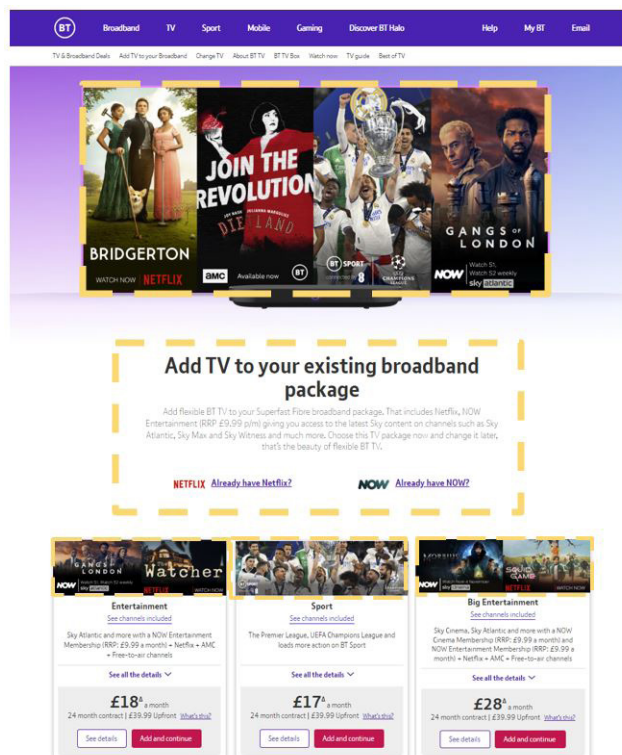 BT Broadband TV Sport Mobile Gaming Discover BT Halo Help My BT Email
TV & Broadband Deals Add TV to your Broadband Change TV About BT TV BT TV Box Watch now TV guide Best of TV
JOIN THE
REVOLUTION
DIELAND
GANGS OF
LONDON
BRIDGERTON
WATCH NOW NETFLIX
amc Available now BT
BT SPORT
CHAMPIONS
LEAGUE
NOW Watch S1,
Watch S2 weekly
sky atlantic
Add TV to your existing broadband
package
Add flexible BT TV to your Superfast Fibre broadband package. That includes Netflix, NOW
Entertainment (RRP £9.99 p/m) giving you access to the latest Sky content on channels such as Sky
Atlantic, Sky Max and Sky Witness and much more. Choose this TV package now and change it later,
that's the beauty of flexible BT TV.
NETFLIX Already have Netflix?
NOW Already have NOW?
GANGS OF
LONDON
NOW Watch S1, Watch S2 weekly
sky atlantic
The Watcher
NETFLIX WATCH NOW
Entertainment
See channels included
Sky Atlantic and more with a NOW Entertainment
Membership (RRP: £9.99 a month) + Netflix + AMC
+ Free-to-air channels
See all the details
£18Δ a month
24 month contract | £39.99 Upfront What's this?
See details Add and continue
Sport
See channels included
The Premier League, UEFA Champions League and
loads more action on BT Sport
See all the details
£17Δ a month
24 month contract | £39.99 Upfront What's this?
See details Add and continue
MORBIUS
NOW
SQUID
GAME
NETFLIX WATCH NOW
Big Entertainment
See channels included
Sky Cinema, Sky Atlantic and more with a NOW
Cinema Membership (RRP: £9.99 a month) and
NOW Entertainment Membership (RRP: £9.99 a
month) + Netflix + AMC + Free-to-air channels
See all the details
£28Δ a month
24 month contract | £39.99 Upfront What's this?
See details Add and continue